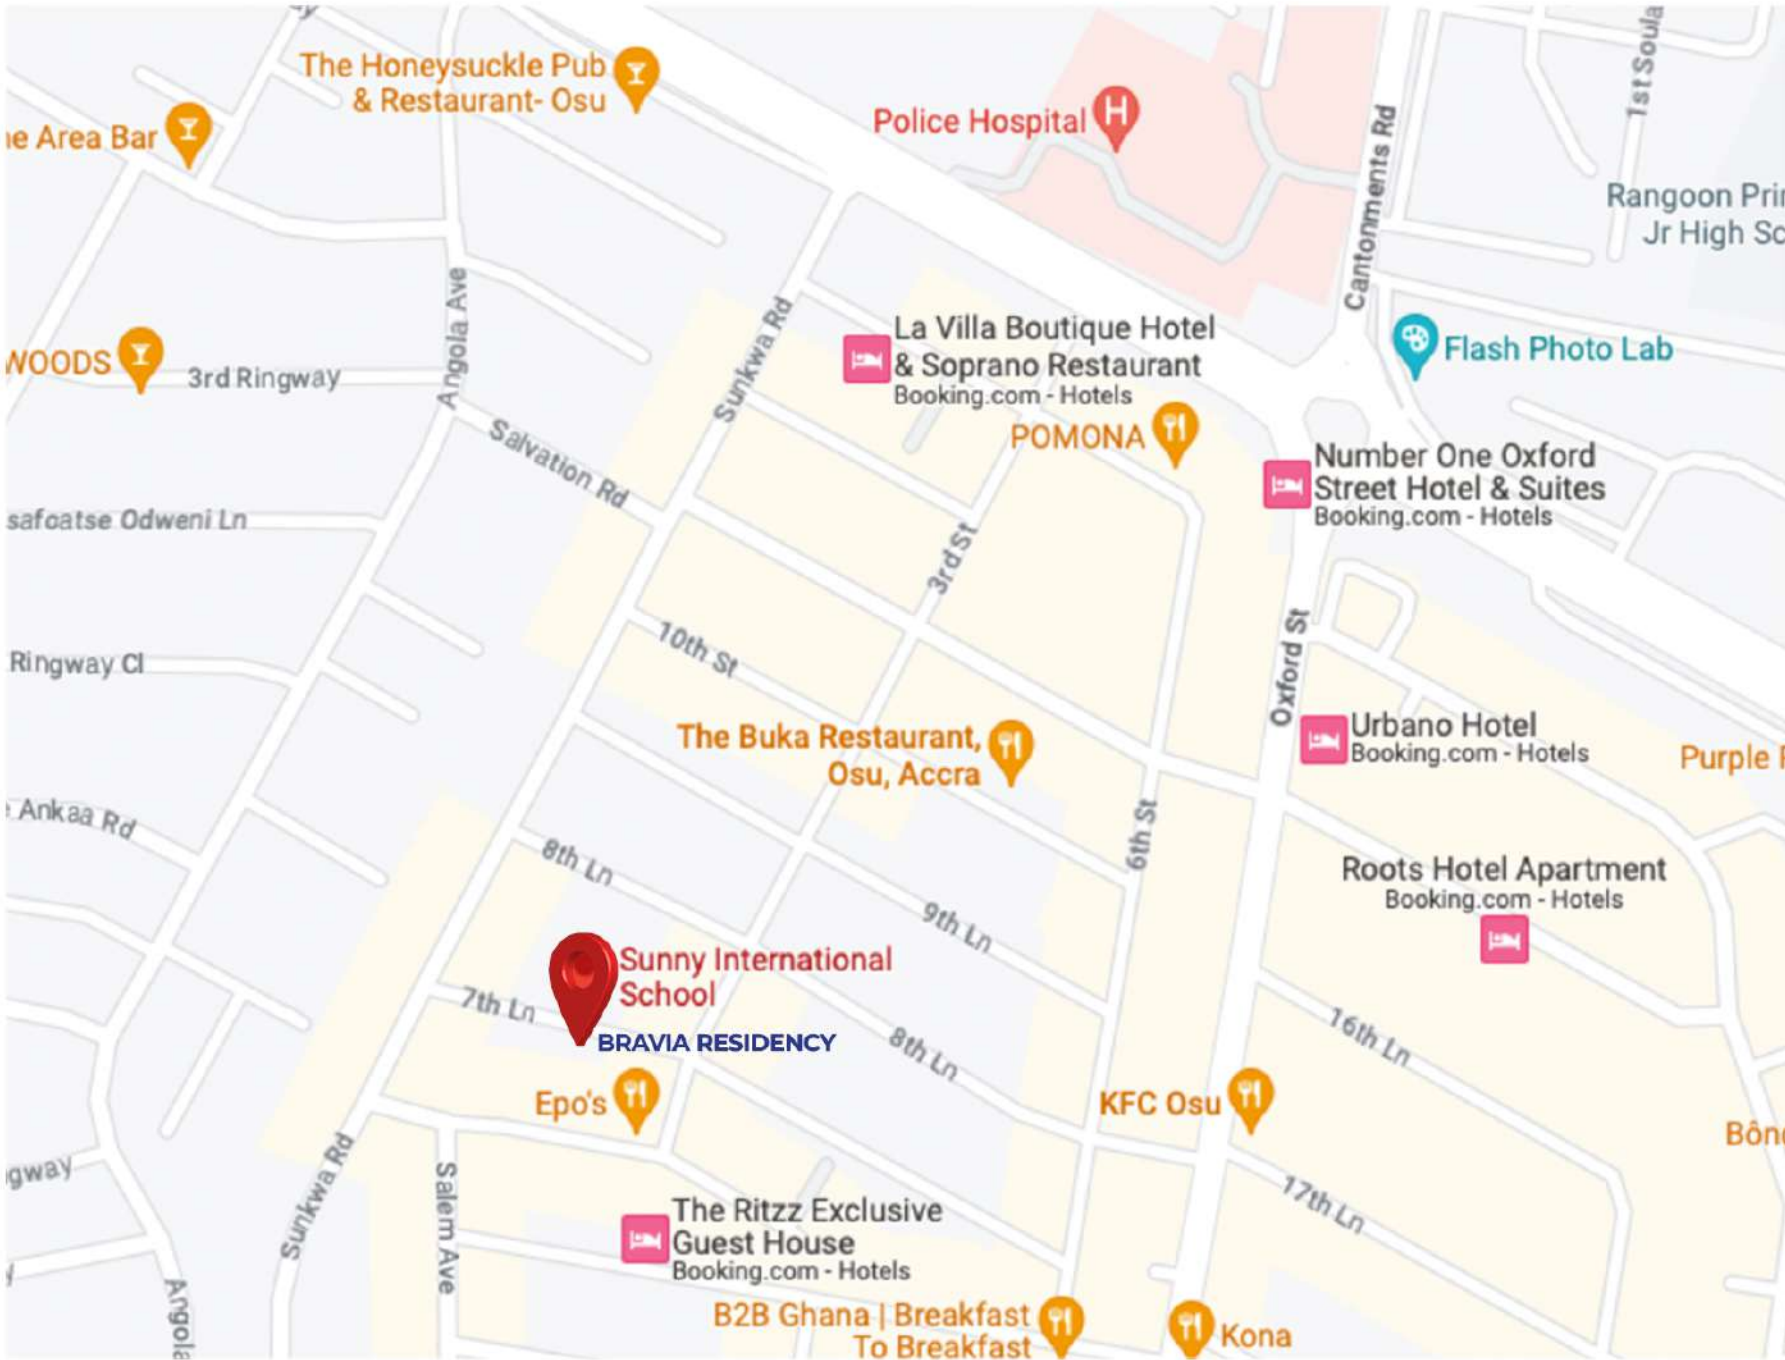 The Honeysuckle Pub
& Restaurant- Osu
Police Hospital
Area Bar
Cantonments Rd
1st Soula
Rangoon Prin
Jr High Sc
WOODS
3rd Ringway
Angola Ave
Sunkwa Rd
La Villa Boutique Hotel
& Soprano Restaurant
Booking.com - Hotels
Flash Photo Lab
POMONA
Salvation Rd
Number One Oxford
Street Hotel & Suites
Booking.com - Hotels
safoatse Odweni Ln
3rd St
Ringway Cl
10th St
Oxford St
The Buka Restaurant,
Osu, Accra
Urbano Hotel
Booking.com - Hotels
Purple
Ankaa Rd
8th Ln
6th St
Roots Hotel Apartment
Booking.com - Hotels
9th Ln
Sunny International
School
7th Ln
BRAVIA RESIDENCY
8th Ln
16th Ln
Epo's
KFC Osu
Bôn
gway
Sunkwa Rd
Salem Ave
17th Ln
The Ritzz Exclusive
Guest House
Booking.com - Hotels
Angola
B2B Ghana | Breakfast
To Breakfast
Kona